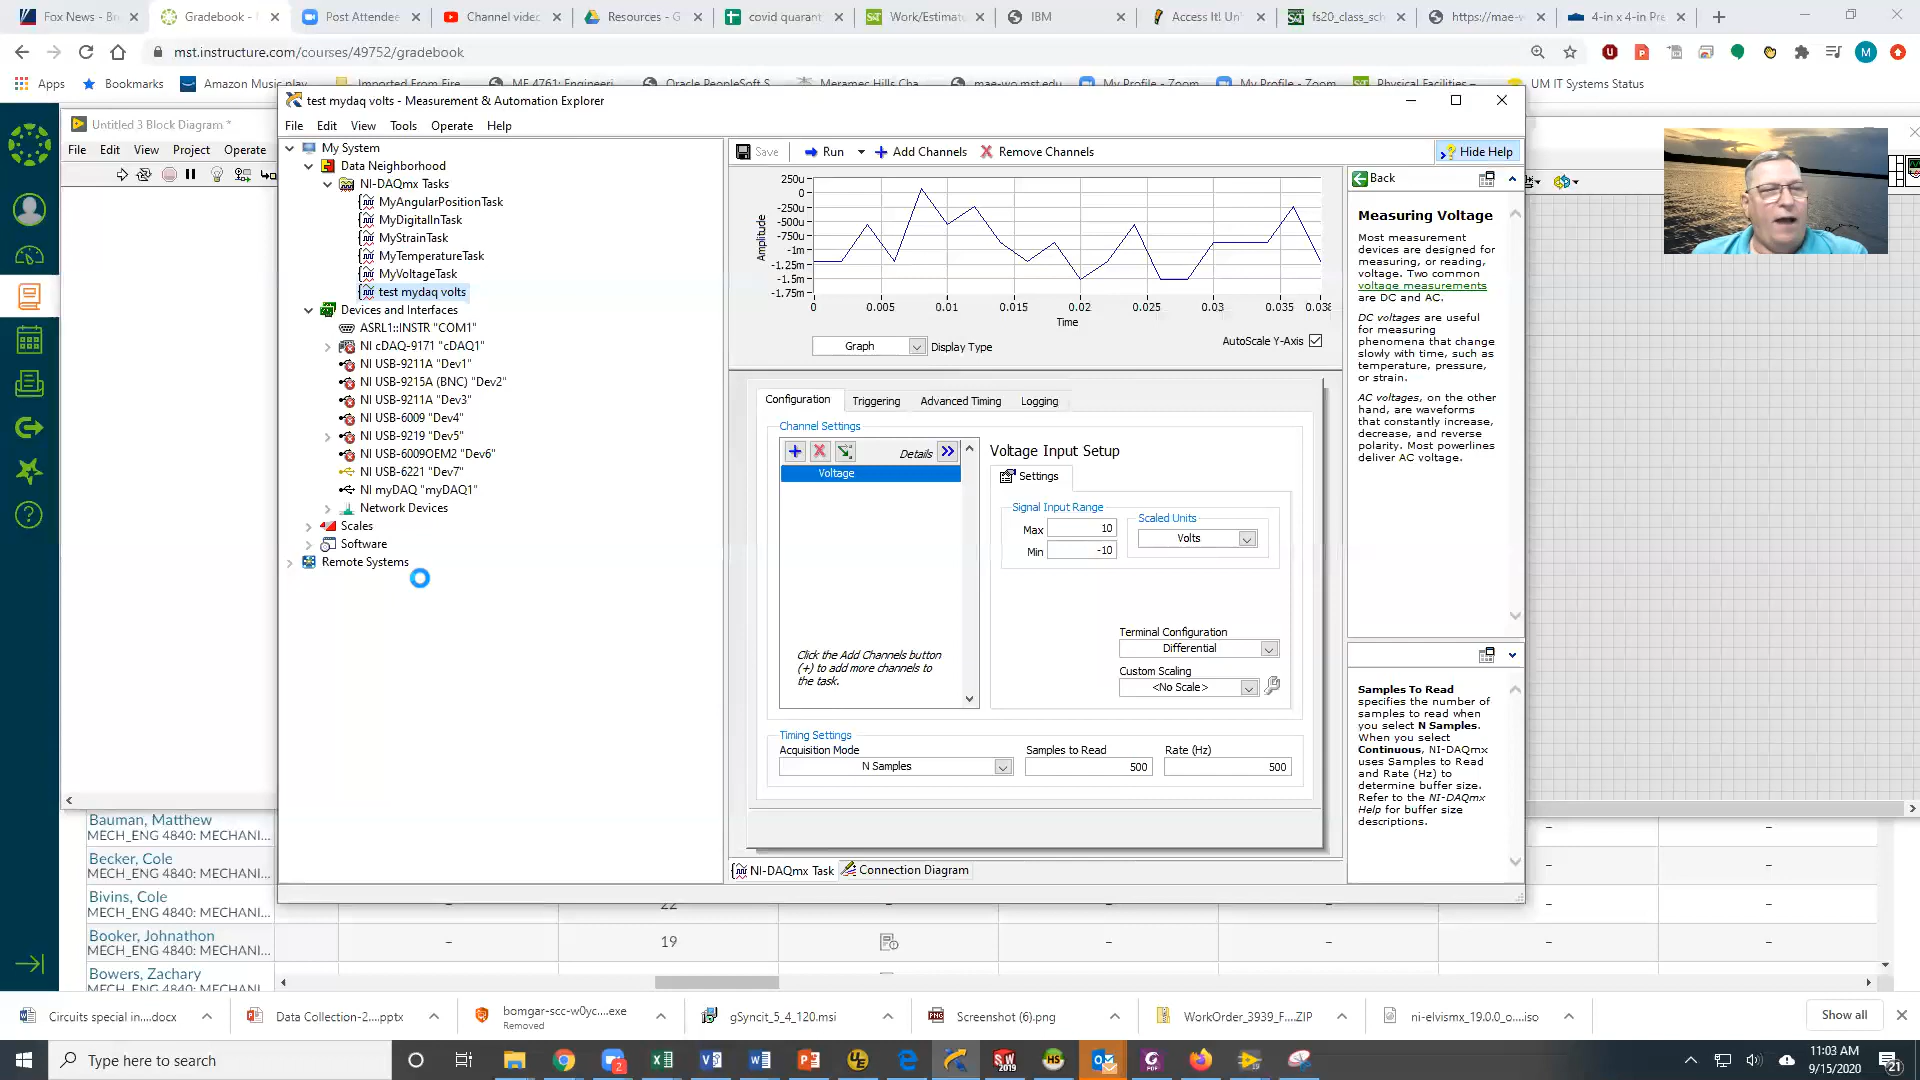 Fox News - B
Gradebook -
Post Attendee
Channel videc
Resources - G
covid quarant
Work/Estimat
IBM
Access It! Un
fs20_class_sch
https://mae-w
4-in x 4-in Pre
mst.instructure.com/courses/49752/gradebook
M
Apps
Bookmarks
Amazon Music
Imported From Fire
ME 4761: Engineeri
Oracle PeopleSoft S
Meramec Hills Cha
mae-wo.mst.edu
My Profile - Zoom
My Profile - Zoom
Physical Facilities
UM IT Systems Status
Untitled 3 Block Diagram *
File Edit View Project Operate
test mydaq volts - Measurement & Automation Explorer
File Edit View Tools Operate Help
My System
Data Neighborhood
NI-DAQmx Tasks
MyAngularPositionTask
MyDigitalInTask
MyStrainTask
MyTemperatureTask
MyVoltageTask
test mydaq volts
Devices and Interfaces
ASRL1::INSTR "COM1"
NI cDAQ-9171 "cDAQ1"
NI USB-9211A "Dev1"
NI USB-9215A (BNC) "Dev2"
NI USB-9211A "Dev3"
NI USB-6009 "Dev4"
NI USB-9219 "Dev5"
NI USB-6009OEM2 "Dev6"
NI USB-6221 "Dev7"
NI myDAQ "myDAQ1"
Network Devices
Scales
Software
Remote Systems
Save
Run
Add Channels
Remove Channels
Hide Help
Amplitude
250u
0
-250u
-500u
-750u
-1m
-1.25m
-1.5m
-1.75m
0 0.005 0.01 0.015 0.02 0.025 0.03 0.035 0.038
Time
Graph
Display Type
AutoScale Y-Axis
Configuration
Triggering
Advanced Timing
Logging
Channel Settings
Details
Voltage
Click the Add Channels button
(+) to add more channels to
the task.
Voltage Input Setup
Settings
Signal Input Range
Max 10
Min -10
Scaled Units
Volts
Terminal Configuration
Differential
Custom Scaling
<No Scale>
Timing Settings
Acquisition Mode
N Samples
Samples to Read
500
Rate (Hz)
500
NI-DAQmx Task
Connection Diagram
Back
Measuring Voltage
Most measurement
devices are designed for
measuring, or reading,
voltage. Two common
voltage measurements
are DC and AC.
DC voltages are useful
for measuring
phenomena that change
slowly with time, such as
temperature, pressure,
or strain.
AC voltages, on the other
hand, are waveforms
that constantly increase,
decrease, and reverse
polarity. Most powerlines
deliver AC voltage.
Samples To Read
specifies the number of
samples to read when
you select N Samples.
When you select
Continuous, NI-DAQmx
uses Samples to Read
and Rate (Hz) to
determine buffer size.
Refer to the NI-DAQmx
Help for buffer size
descriptions.
Bauman, Matthew
MECH_ENG 4840: MECHANI...
Becker, Cole
MECH_ENG 4840: MECHANI...
Bivins, Cole
MECH_ENG 4840: MECHANI...
22
Booker, Johnathon
MECH_ENG 4840: MECHANI...
19
Bowers, Zachary
MECH_ENG 4840: MECHANI...
Circuits special in....docx
Data Collection-2....pptx
bomgar-scc-w0yc....exe
Removed
gSyncit_5_4_120.msi
Screenshot (6).png
WorkOrder_3939_F....ZIP
ni-elvismx_19.0.0_o....iso
Show all
Type here to search
2
11:03 AM
9/15/2020
21